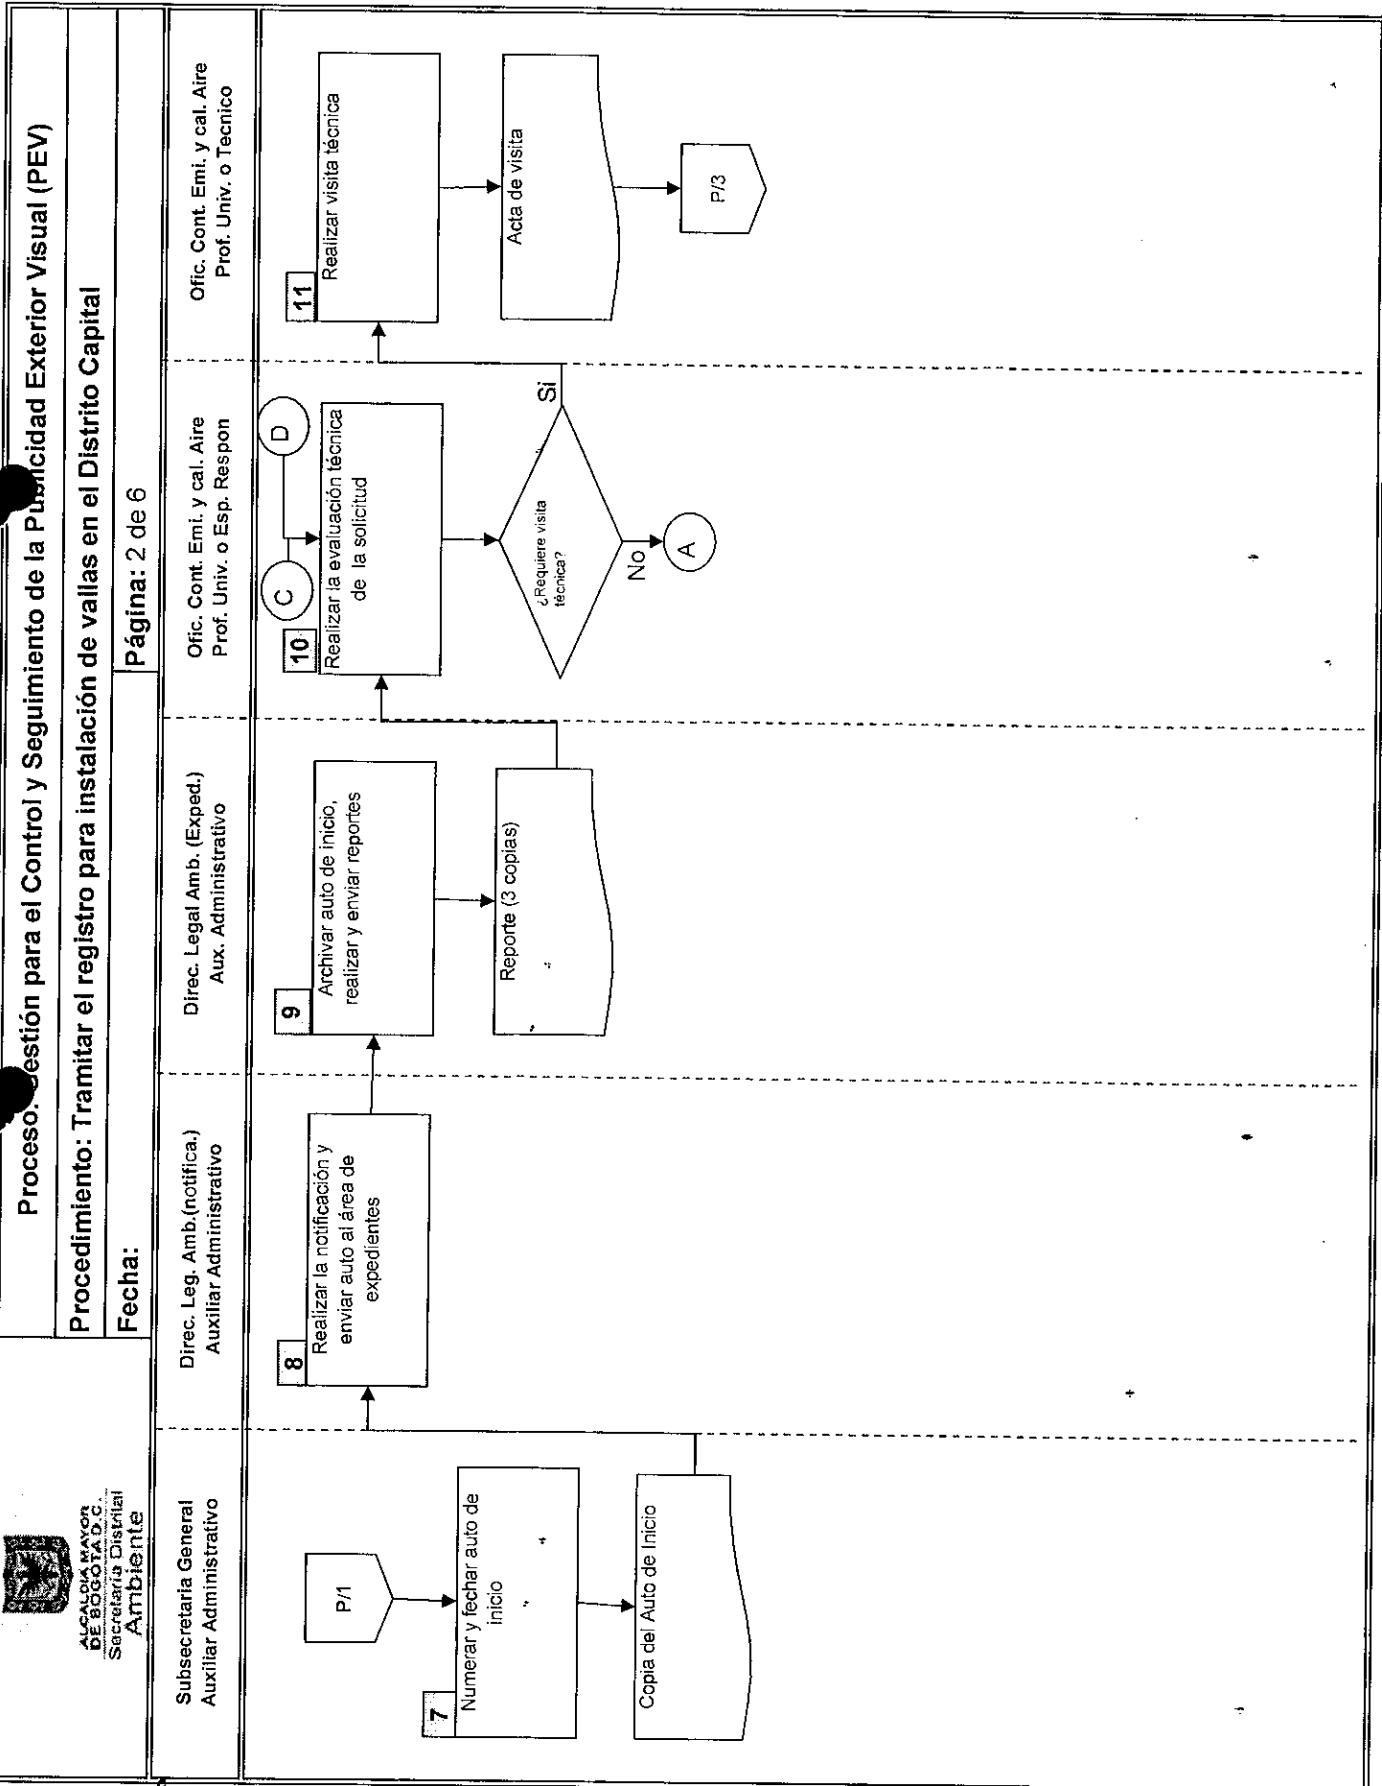 ALCALDIA MAYOR
DE BOGOTA D.C.
Secretaría Distrital
Ambiente
Proceso: Gestión para el Control y Seguimiento de la Publicidad Exterior Visual (PEV)
Procedimiento: Tramitar el registro para instalación de vallas en el Distrito Capital
Fecha:
Página: 2 de 6
Subsecretaria General
Auxiliar Administrativo
Direc. Leg. Amb.(notifica.)
Auxiliar Administrativo
Direc. Legal Amb. (Exped.)
Aux. Administrativo
Ofic. Cont. Emi. y cal. Aire
Prof. Univ. o Esp. Respon
Ofic. Cont. Emi. y cal. Aire
Prof. Univ. o Tecnico
P/1
7
Numerar y fechar auto de
inicio
Copia del Auto de Inicio
8
Realizar la notificación y
enviar auto al área de
expedientes
9
Archivar auto de inicio,
realizar y enviar reportes
Reporte (3 copias)
C
D
10
Realizar la evaluación técnica
de la solicitud
¿Requiere visita
técnica?
Si
No
A
11
Realizar visita técnica
Acta de visita
P/3